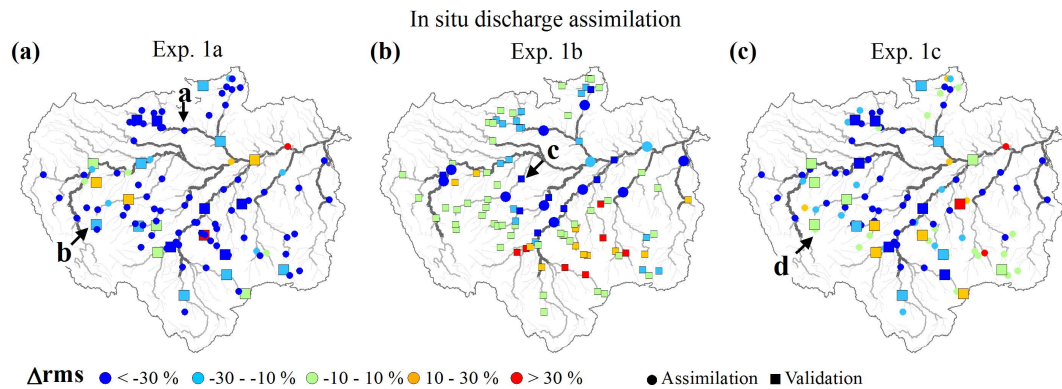 In situ discharge assimilation
(a) Exp. 1a (b) Exp. 1b (c) Exp. 1c
a
c
b
d
Δrms < -30 % -30 - -10 % -10 - 10 % 10 - 30 % > 30 % Assimilation Validation